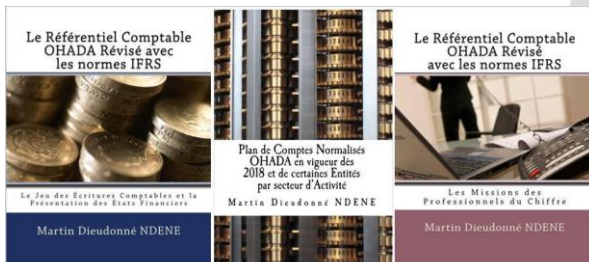 Le Référentiel Comptable
OHADA Révisé avec
les normes IFRS
Le Jeu des Écritures Comptables et la
Présentation des États Financiers
Martin Dieudonné NDENE
Plan de Comptes Normalisés
OHADA en vigueur dès
2018 et de certaines Entités
par secteur d'Activité
Martin Dieudonné NDENE
Le Référentiel Comptable
OHADA Révisé
avec les normes IFRS
Les Missions des
Professionnels du Chiffre
Martin Dieudonné NDENE